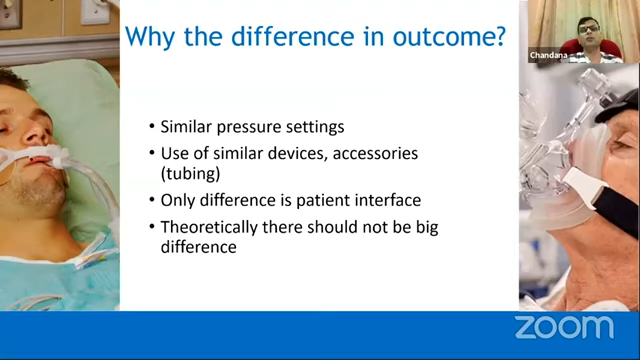 Why the difference in outcome?
Chandana
• Similar pressure settings
• Use of similar devices, accessories
(tubing)
• Only difference is patient interface
• Theoretically there should not be big
difference
zoom